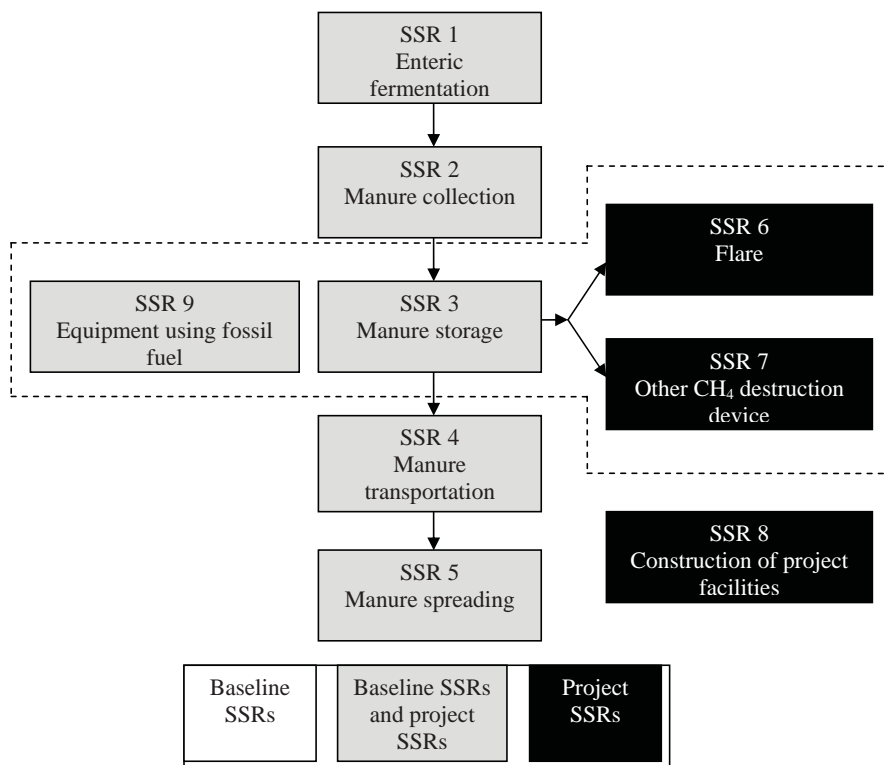 SSR 1
Enteric
fermentation
SSR 2
Manure collection
SSR 6
Flare
SSR 9
Equipment using fossil
fuel
SSR 3
Manure storage
SSR 7
Other CH₄ destruction
device
SSR 4
Manure
transportation
SSR 8
Construction of project
facilities
SSR 5
Manure spreading
Baseline
SSRs
Baseline SSRs
and project
SSRs
Project
SSRs